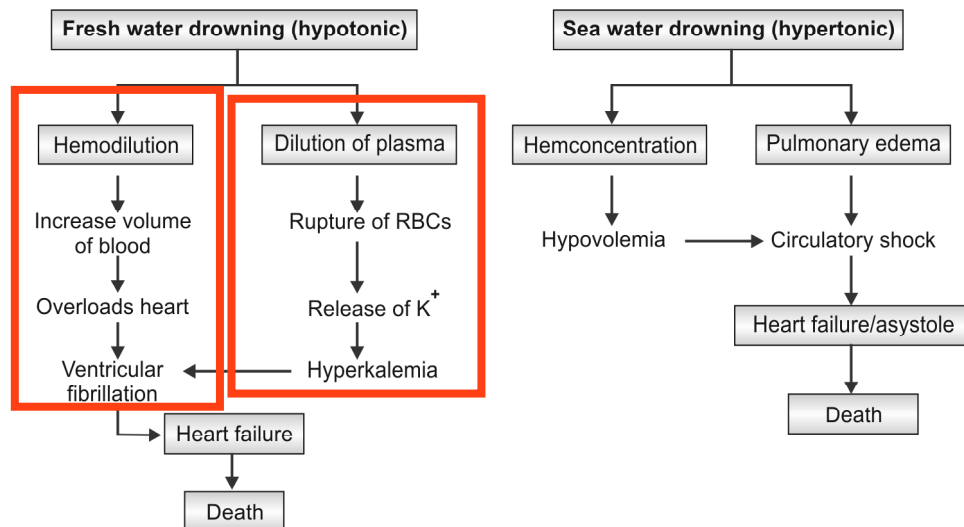 Fresh water drowning (hypotonic)
Hemodilution
Increase volume
of blood
Overloads heart
Ventricular
fibrillation
Dilution of plasma
Rupture of RBCs
Release of K+
Hyperkalemia
Heart failure
Death
Sea water drowning (hypertonic)
Hemconcentration
Hypovolemia
Pulmonary edema
Circulatory shock
Heart failure/asystole
Death